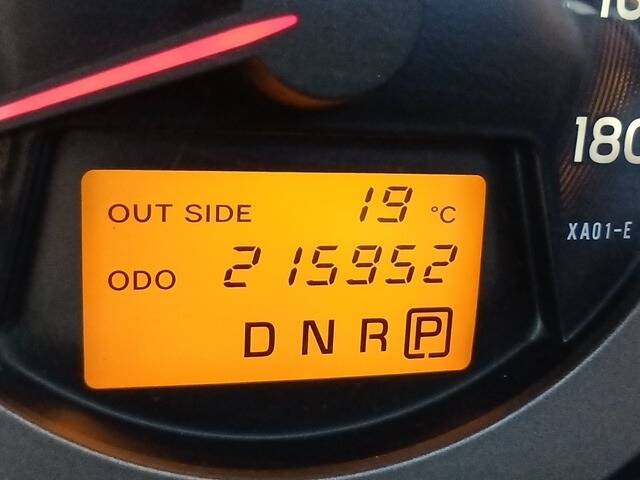 180
OUT SIDE 19 °C
XA01-E
ODO 215952
D N R P